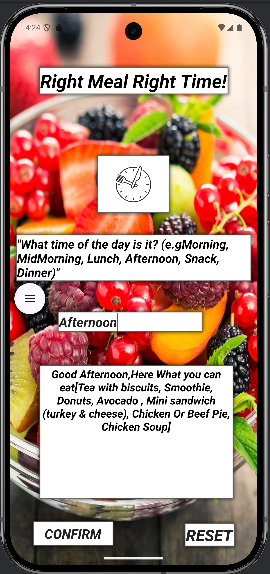 4:24
Right Meal Right Time!
"What time of the day is it? (e.gMorning,
MidMorning, Lunch, Afternoon, Snack,
Dinner)"
Afternoon
Good Afternoon,Here What you can
eat[Tea with biscuits, Smoothie,
Donuts, Avocado , Mini sandwich
(turkey & cheese), Chicken Or Beef Pie,
Chicken Soup]
CONFIRM
RESET